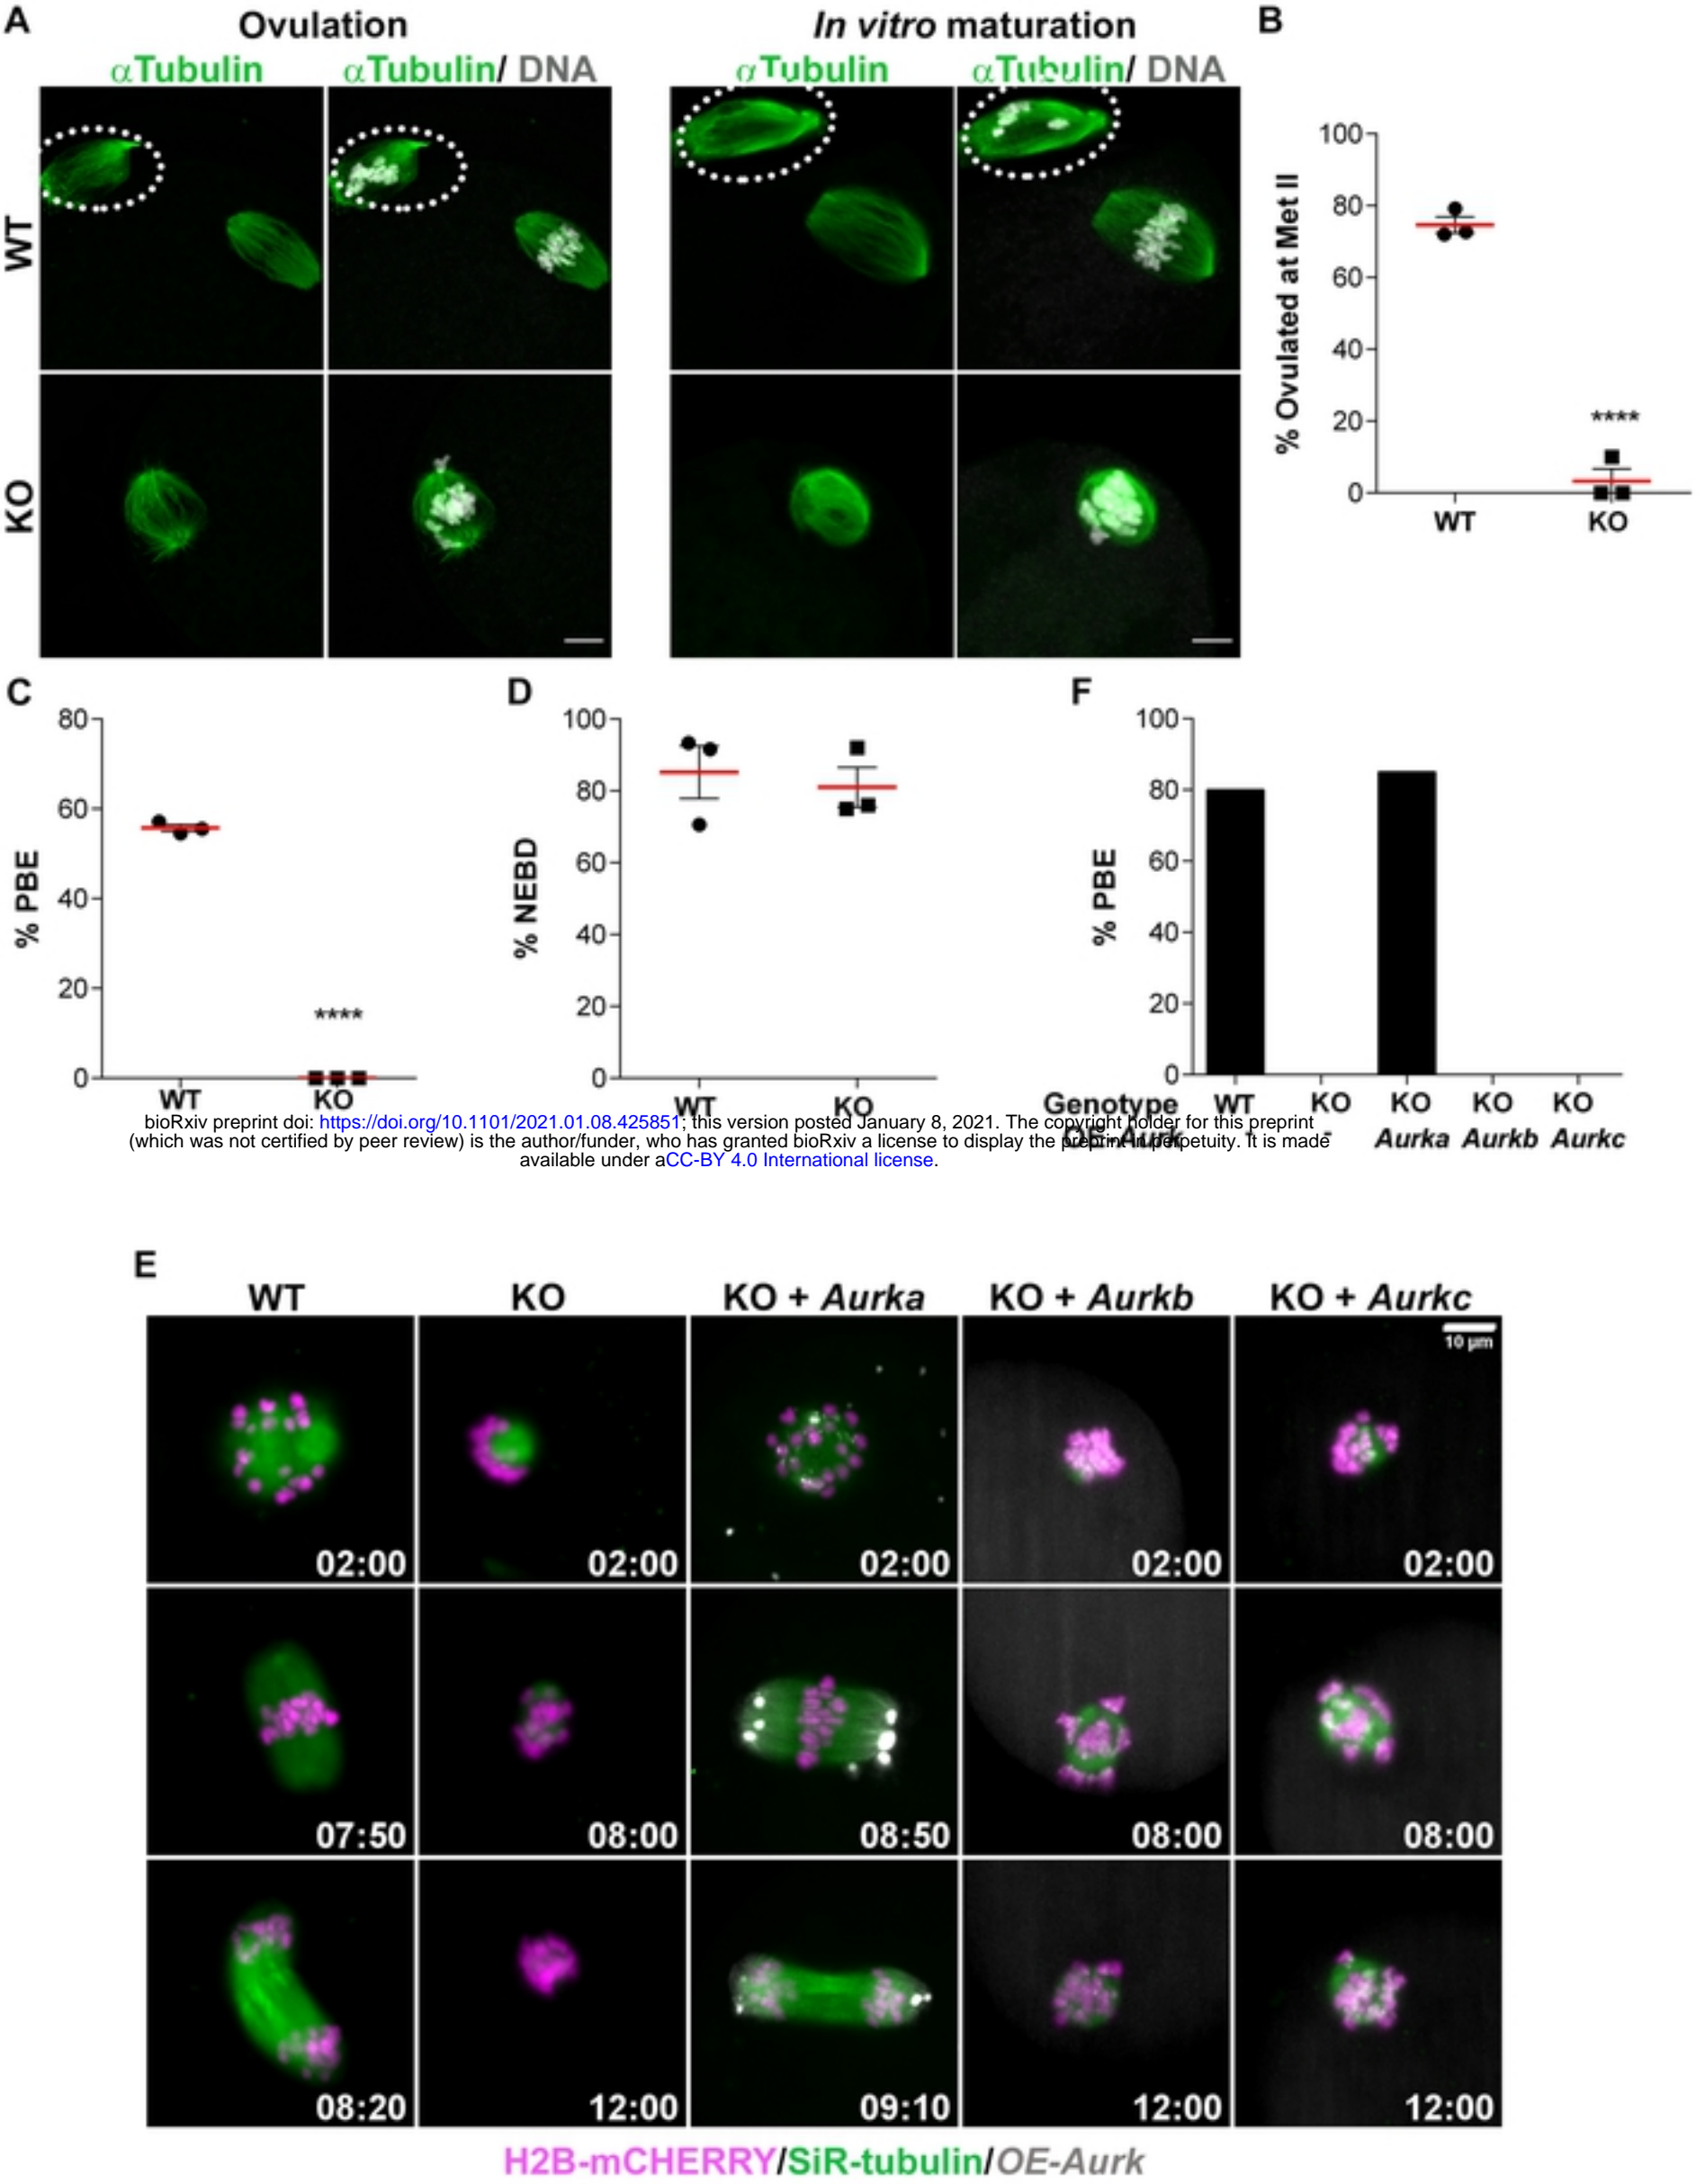 A
Ovulation
In vitro maturation
αTubulin
αTubulin/ DNA
αTubulin
αTubulin/ DNA
WT
KO
B
% Ovulated at Met II
100
80
60
40
20
0
****
WT
KO
C
% PBE
80
60
40
20
0
****
WT
KO
D
% NEBD
100
80
60
40
20
0
WT
KO
F
% PBE
100
80
60
40
20
0
Genotype WT KO KO KO KO
OE-Aurk - Aurka Aurkb Aurkc
bioRxiv preprint doi: https://doi.org/10.1101/2021.01.08.425851; this version posted January 8, 2021. The copyright holder for this preprint
(which was not certified by peer review) is the author/funder, who has granted bioRxiv a license to display the preprint in perpetuity. It is made
available under aCC-BY 4.0 International license.
E
WT
KO
KO + Aurka
KO + Aurkb
KO + Aurkc
10 µm
02:00
02:00
02:00
02:00
02:00
07:50
08:00
08:50
08:00
08:00
08:20
12:00
09:10
12:00
12:00
H2B-mCHERRY/SiR-tubulin/OE-Aurk